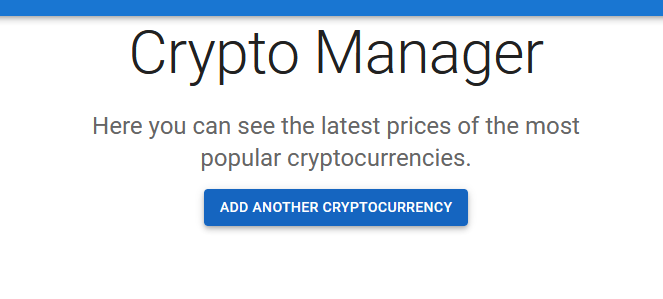 Crypto Manager
Here you can see the latest prices of the most
popular cryptocurrencies.
ADD ANOTHER CRYPTOCURRENCY